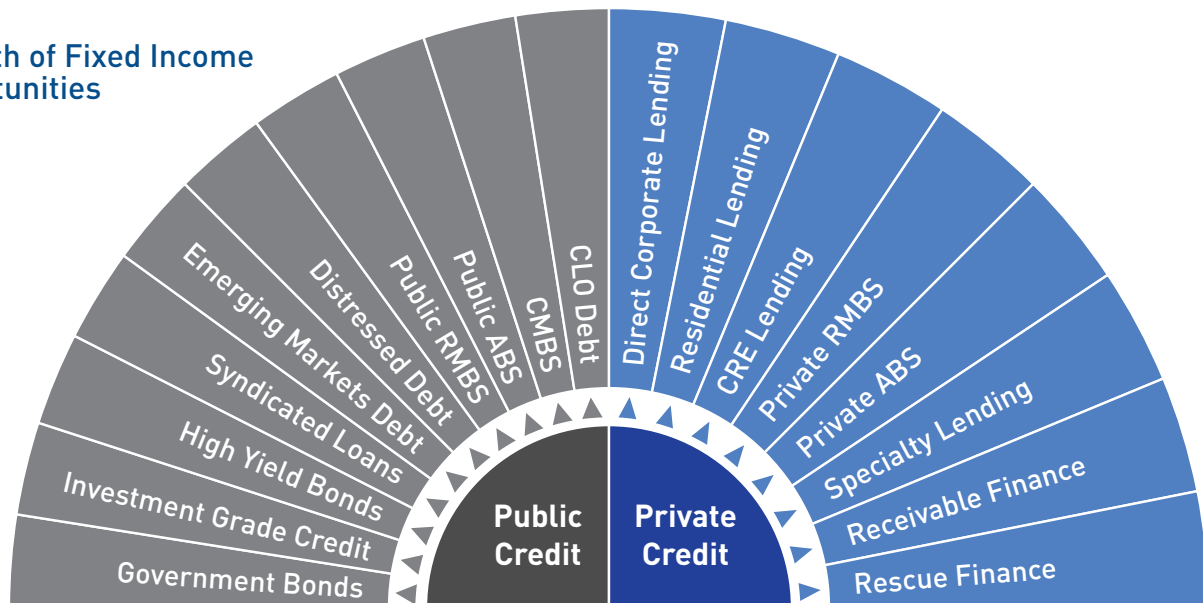 th of Fixed Income
tunities
Government Bonds
Investment Grade Credit
High Yield Bonds
Syndicated Loans
Emerging Markets Debt
Distressed Debt
Public RMBS
Public ABS
CMBS
CLO Debt
Direct Corporate Lending
Residential Lending
CRE Lending
Private RMBS
Private ABS
Specialty Lending
Receivable Finance
Rescue Finance
Public
Credit
Private
Credit